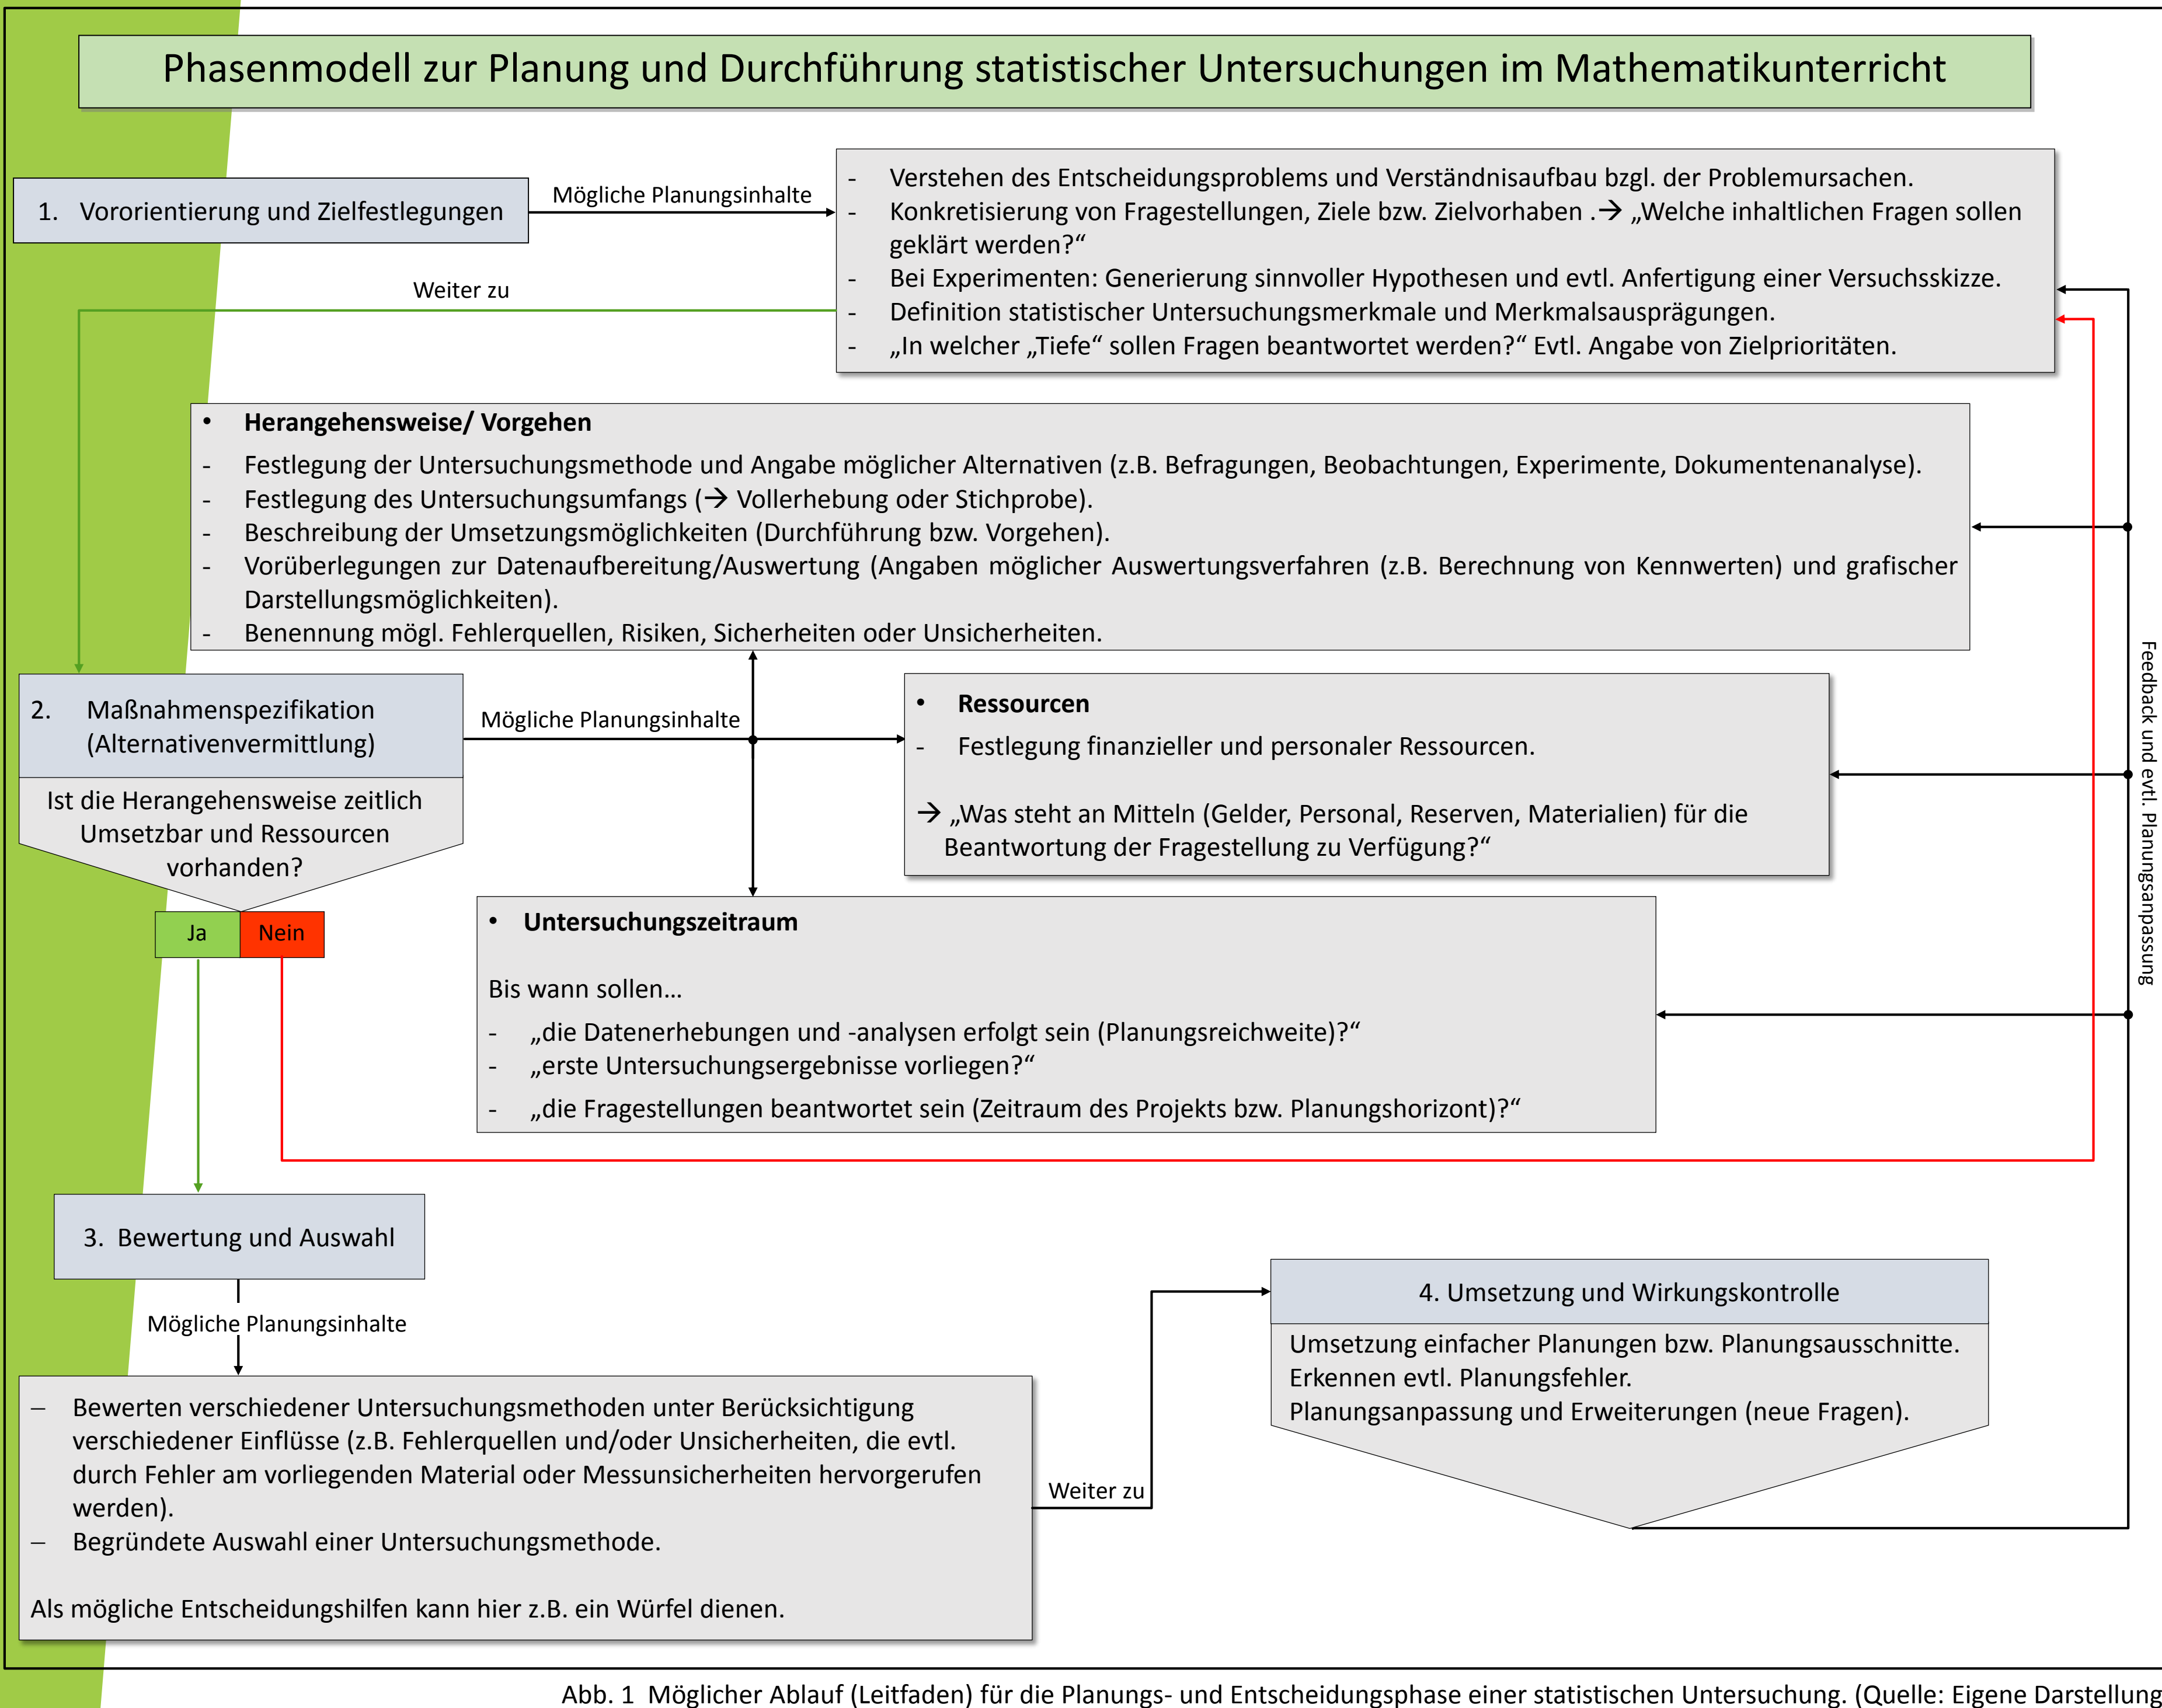 Phasenmodell zur Planung und Durchführung statistischer Untersuchungen im Mathematikunterricht
1. Vororientierung und Zielfestlegungen
Mögliche Planungsinhalte
- Verstehen des Entscheidungsproblems und Verständnisaufbau bzgl. der Problemursachen.
- Konkretisierung von Fragestellungen, Ziele bzw. Zielvorhaben .→ „Welche inhaltlichen Fragen sollen
geklärt werden?“
- Bei Experimenten: Generierung sinnvoller Hypothesen und evtl. Anfertigung einer Versuchsskizze.
- Definition statistischer Untersuchungsmerkmale und Merkmalsausprägungen.
- „In welcher „Tiefe“ sollen Fragen beantwortet werden?“ Evtl. Angabe von Zielprioritäten.
Weiter zu
• Herangehensweise/ Vorgehen
- Festlegung der Untersuchungsmethode und Angabe möglicher Alternativen (z.B. Befragungen, Beobachtungen, Experimente, Dokumentenanalyse).
- Festlegung des Untersuchungsumfangs (→ Vollerhebung oder Stichprobe).
- Beschreibung der Umsetzungsmöglichkeiten (Durchführung bzw. Vorgehen).
- Vorüberlegungen zur Datenaufbereitung/Auswertung (Angaben möglicher Auswertungsverfahren (z.B. Berechnung von Kennwerten) und grafischer
Darstellungsmöglichkeiten).
- Benennung mögl. Fehlerquellen, Risiken, Sicherheiten oder Unsicherheiten.
2. Maßnahmenspezifikation
(Alternativenvermittlung)
Ist die Herangehensweise zeitlich
Umsetzbar und Ressourcen
vorhanden?
Ja
Nein
Mögliche Planungsinhalte
• Ressourcen
- Festlegung finanzieller und personaler Ressourcen.
→ „Was steht an Mitteln (Gelder, Personal, Reserven, Materialien) für die
Beantwortung der Fragestellung zu Verfügung?“
• Untersuchungszeitraum
Bis wann sollen…
- „die Datenerhebungen und -analysen erfolgt sein (Planungsreichweite)?“
- „erste Untersuchungsergebnisse vorliegen?“
- „die Fragestellungen beantwortet sein (Zeitraum des Projekts bzw. Planungshorizont)?“
Feedback und evtl. Planungsanpassung
3. Bewertung und Auswahl
Mögliche Planungsinhalte
– Bewerten verschiedener Untersuchungsmethoden unter Berücksichtigung
verschiedener Einflüsse (z.B. Fehlerquellen und/oder Unsicherheiten, die evtl.
durch Fehler am vorliegenden Material oder Messunsicherheiten hervorgerufen
werden).
– Begründete Auswahl einer Untersuchungsmethode.
Als mögliche Entscheidungshilfen kann hier z.B. ein Würfel dienen.
Weiter zu
4. Umsetzung und Wirkungskontrolle
Umsetzung einfacher Planungen bzw. Planungsausschnitte.
Erkennen evtl. Planungsfehler.
Planungsanpassung und Erweiterungen (neue Fragen).
Abb. 1 Möglicher Ablauf (Leitfaden) für die Planungs- und Entscheidungsphase einer statistischen Untersuchung. (Quelle: Eigene Darstellung